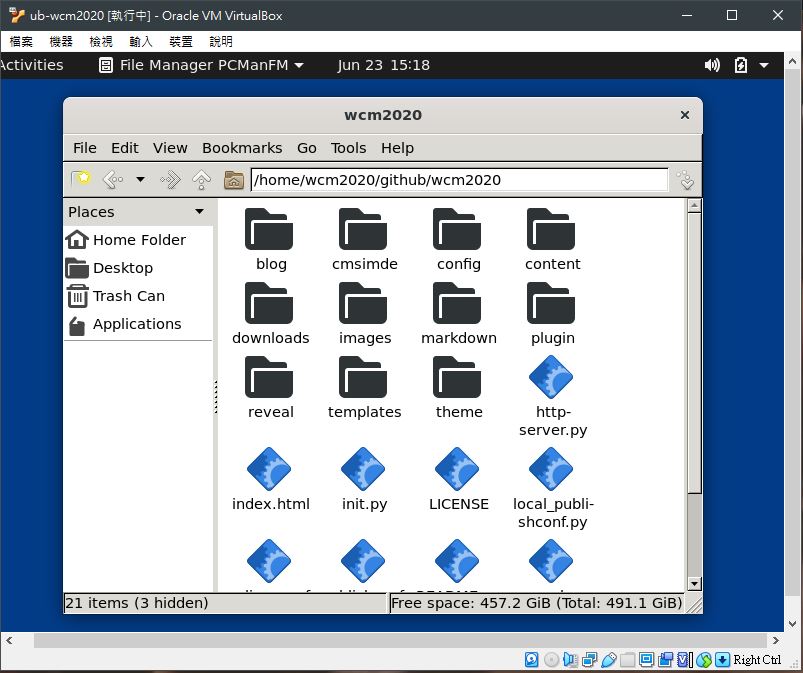 ub-wcm2020 [執行中] - Oracle VM VirtualBox
檔案 機器 檢視 輸入 裝置 說明
Activities File Manager PCManFM Jun 23 15:18
wcm2020
File Edit View Bookmarks Go Tools Help
/home/wcm2020/github/wcm2020
Places
Home Folder
Desktop
Trash Can
Applications
blog cmsimde config content
downloads images markdown plugin
reveal templates theme http-
server.py
index.html init.py LICENSE local_publi-
shconf.py
21 items (3 hidden) Free space: 457.2 GiB (Total: 491.1 GiB)
Right Ctrl